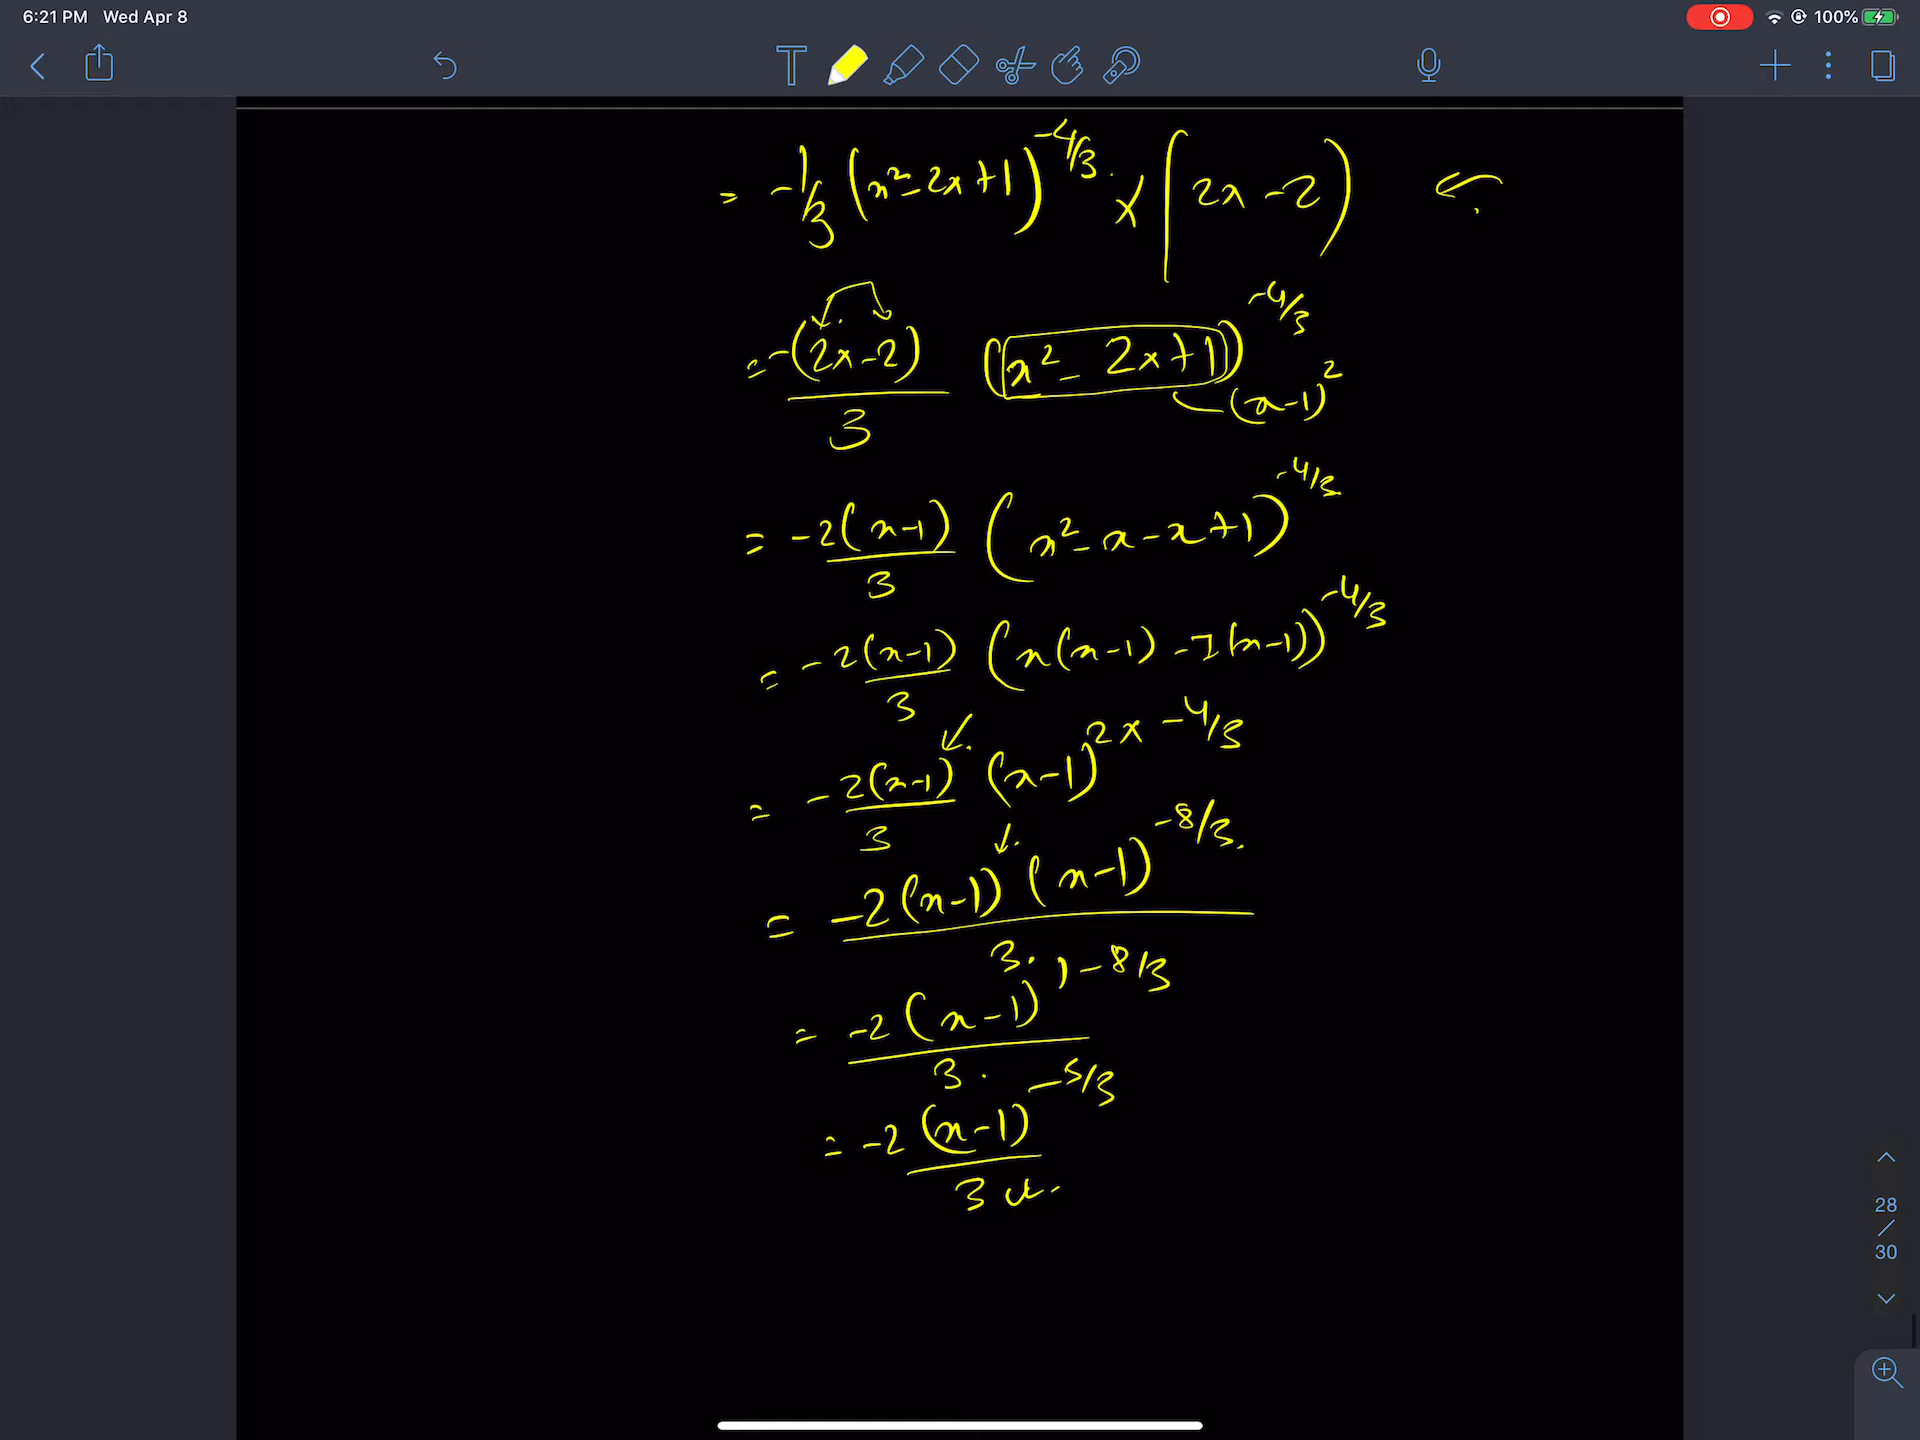 6:21 PM Wed Apr 8 100%
T
= -1/3 (x² - 2x + 1)^-4/3 . × (2x - 2)
= -(2x - 2)/3 (x² - 2x + 1)^-4/3
(x - 1)²
= -2(x - 1)/3 (x² - x - x + 1)^-4/3
= -2(x - 1)/3 (x(x - 1) - 1(x - 1))^-4/3
= -2(x - 1)/3 (x - 1)^2 × -4/3
= -2(x - 1)(x - 1)^-8/3 / 3.
= -2(x - 1)^1 - 8/3 / 3.
= -2(x - 1)^-5/3 / 3
28
/
30